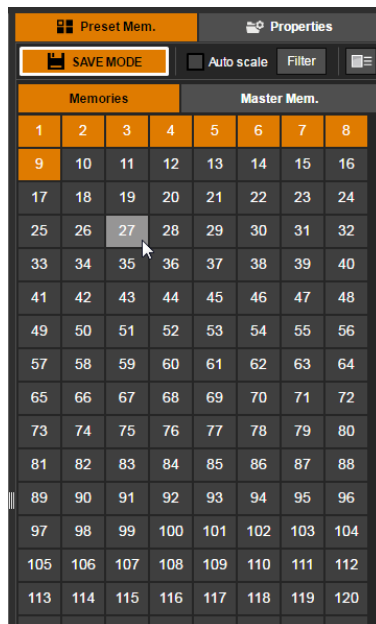 Preset Mem. Properties
SAVE MODE Auto scale Filter
Memories Master Mem.
1 2 3 4 5 6 7 8
9 10 11 12 13 14 15 16
17 18 19 20 21 22 23 24
25 26 27 28 29 30 31 32
33 34 35 36 37 38 39 40
41 42 43 44 45 46 47 48
49 50 51 52 53 54 55 56
57 58 59 60 61 62 63 64
65 66 67 68 69 70 71 72
73 74 75 76 77 78 79 80
81 82 83 84 85 86 87 88
89 90 91 92 93 94 95 96
97 98 99 100 101 102 103 104
105 106 107 108 109 110 111 112
113 114 115 116 117 118 119 120